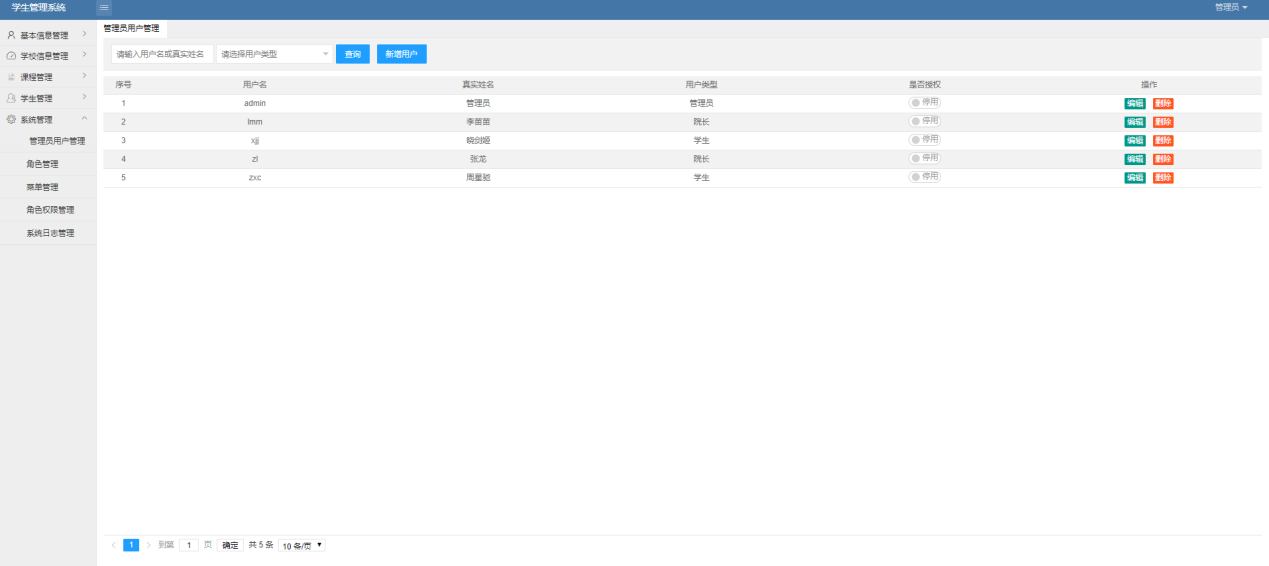 学生管理系统
管理员
基本信息管理
学校信息管理
课程管理
学生管理
系统管理
管理员用户管理
角色管理
菜单管理
角色权限管理
系统日志管理
管理员用户管理
请输入用户名或真实姓名 请选择用户类型 查询 新增用户
序号 用户名 真实姓名 用户类型 是否授权 操作
1 admin 管理员 管理员 停用 编辑 删除
2 lmm 李苗苗 院长 停用 编辑 删除
3 xjj 晓剑姬 学生 停用 编辑 删除
4 zl 张龙 院长 停用 编辑 删除
5 zxc 周星驰 学生 停用 编辑 删除
1 到第 1 页 确定 共 5 条 10 条/页